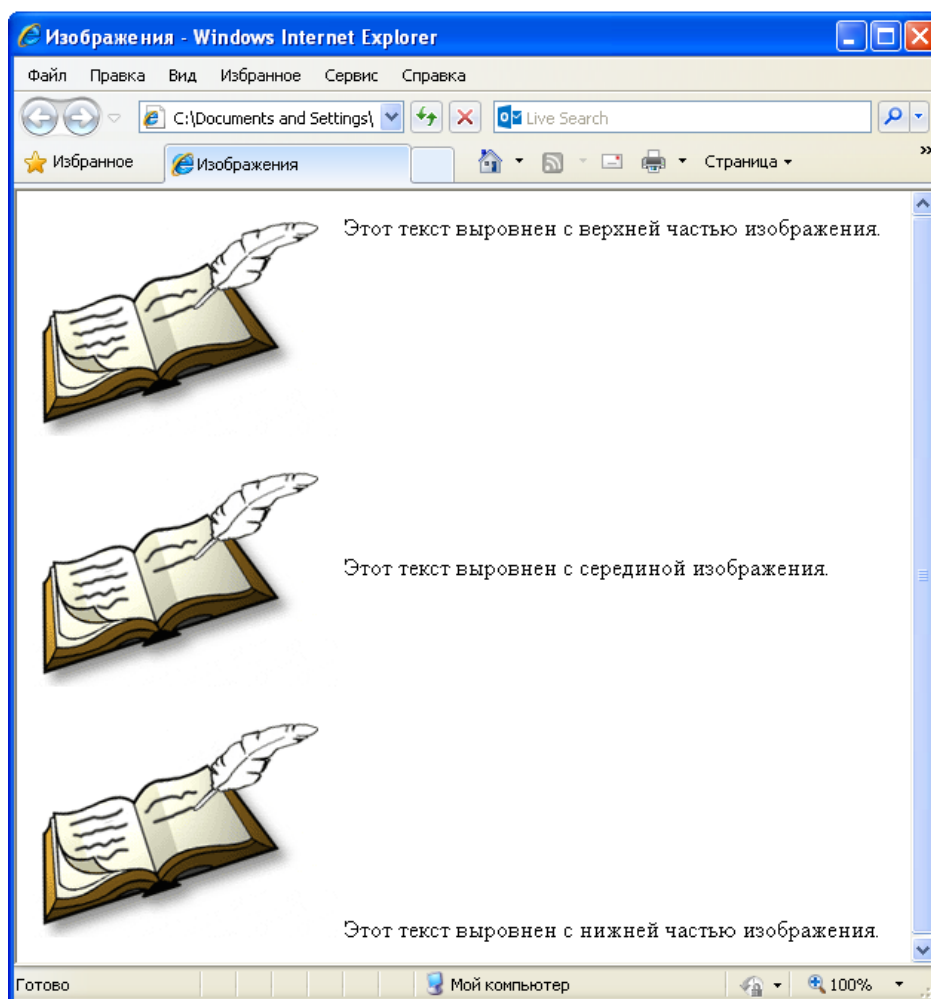 Изображения - Windows Internet Explorer
Файл Правка Вид Избранное Сервис Справка
C:\Documents and Settings\ Live Search
Избранное Изображения Страница
Этот текст выровнен с верхней частью изображения.
Этот текст выровнен с серединой изображения.
Этот текст выровнен с нижней частью изображения.
Готово Мой компьютер 100%